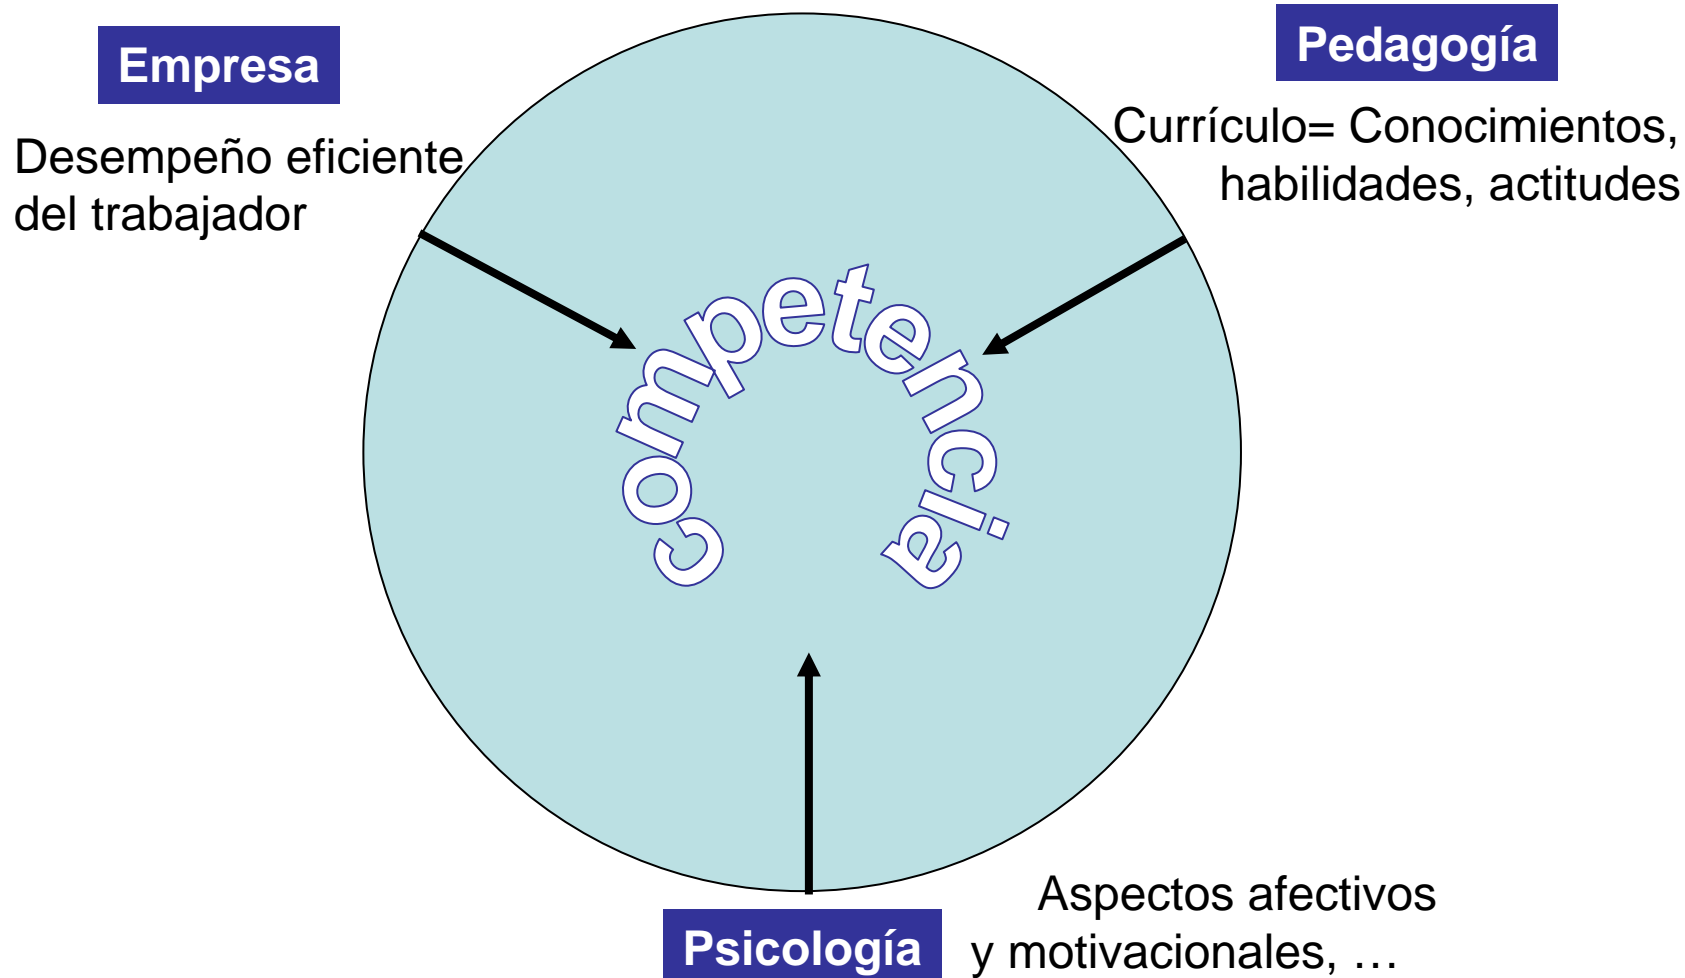 Empresa
Desempeño eficiente
del trabajador
Pedagogía
Currículo= Conocimientos,
habilidades, actitudes
competencia
Psicología
Aspectos afectivos
y motivacionales, …